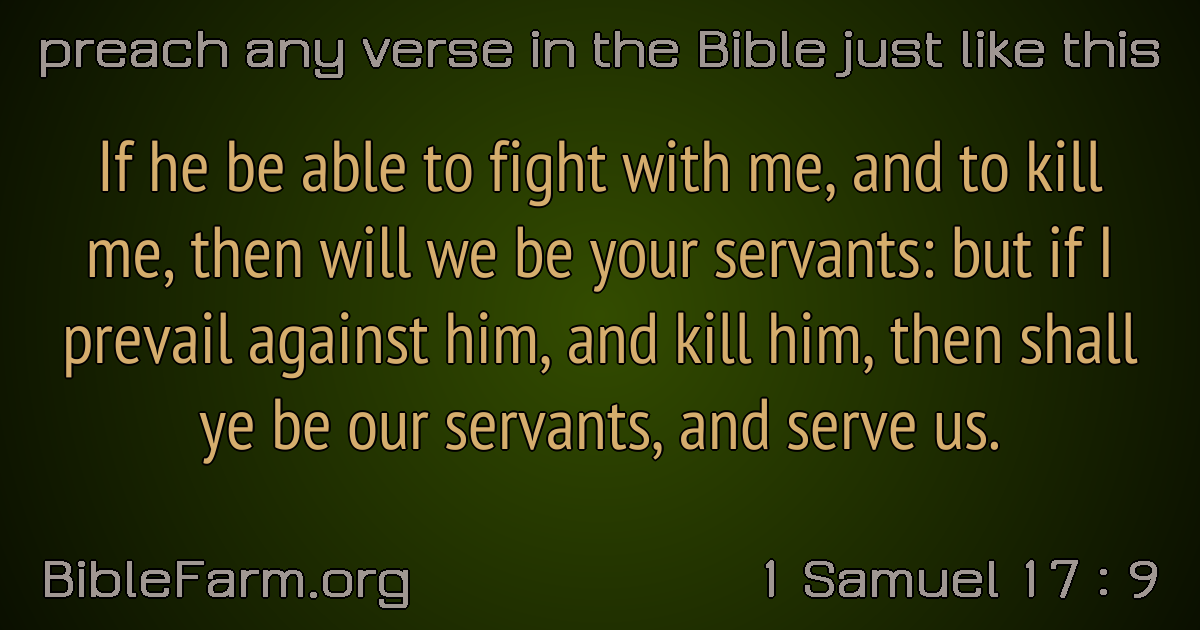 preach any verse in the Bible just like this
If he be able to fight with me, and to kill
me, then will we be your servants: but if I
prevail against him, and kill him, then shall
ye be our servants, and serve us.
BibleFarm.org
1 Samuel 17 : 9